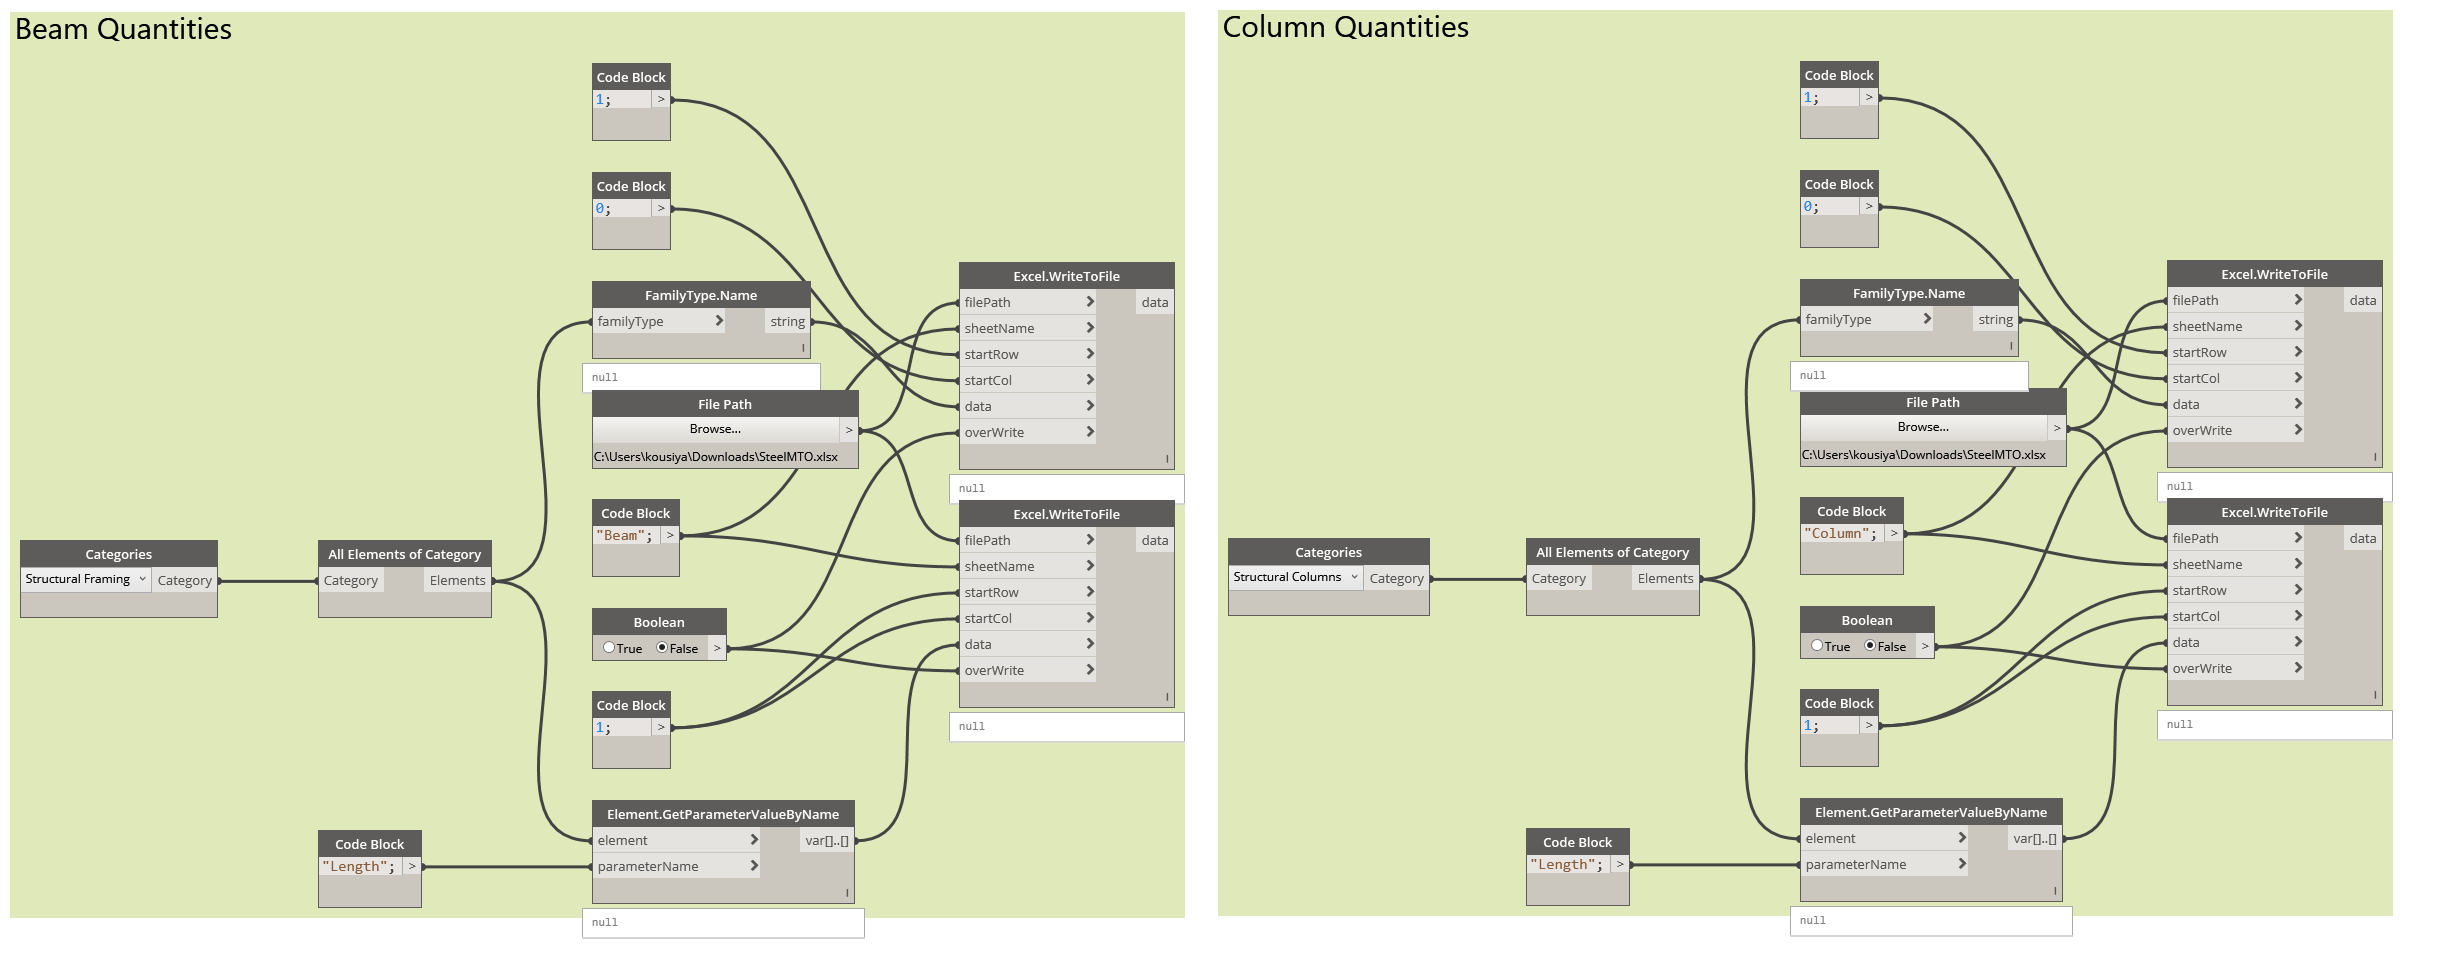 Beam Quantities
Code Block
1; >
Code Block
0; >
FamilyType.Name
familyType > string
null
File Path
Browse... >
C:\Users\kousiya\Downloads\SteelMTO.xlsx
Code Block
"Beam"; >
Boolean
True False >
Code Block
1; >
Categories
Structural Framing Category
All Elements of Category
Category Elements
Code Block
"Length"; >
Element.GetParameterValueByName
element > var[]..[]
parameterName >
null
Excel.WriteToFile
filePath > data
sheetName >
startRow >
startCol >
data >
overWrite >
null
Excel.WriteToFile
filePath > data
sheetName >
startRow >
startCol >
data >
overWrite >
null
Column Quantities
Code Block
1; >
Code Block
0; >
FamilyType.Name
familyType > string
null
File Path
Browse... >
C:\Users\kousiya\Downloads\SteelMTO.xlsx
Code Block
"Column"; >
Boolean
True False >
Code Block
1; >
Categories
Structural Columns Category
All Elements of Category
Category Elements
Code Block
"Length"; >
Element.GetParameterValueByName
element > var[]..[]
parameterName >
null
Excel.WriteToFile
filePath > data
sheetName >
startRow >
startCol >
data >
overWrite >
null
Excel.WriteToFile
filePath > data
sheetName >
startRow >
startCol >
data >
overWrite >
null